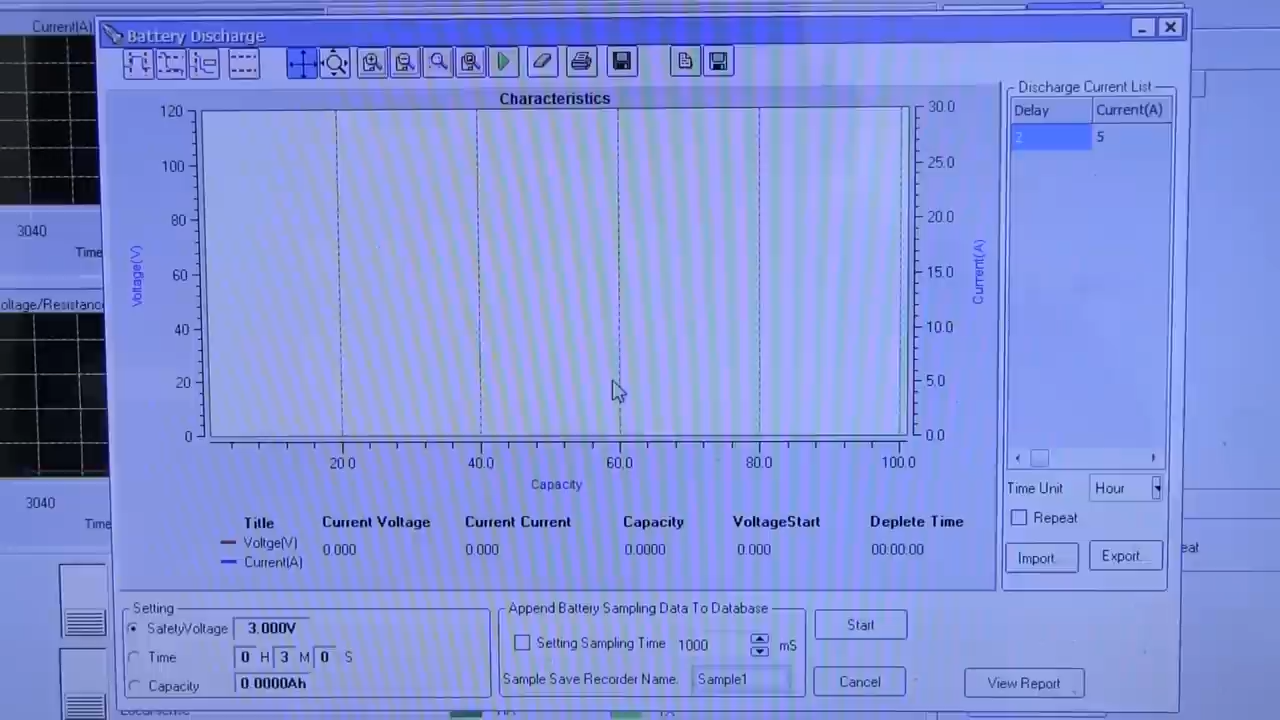 Current(A)
Battery Discharge
Characteristics
Discharge Current List
Delay Current(A)
2 5
120
100
80
60
40
20
0
Voltage(V)
30.0
25.0
20.0
15.0
10.0
5.0
0.0
Current(A)
20.0 40.0 60.0 80.0 100.0
Capacity
3040
Time
oltage/Resistance
3040
Time
Title Current Voltage Current Current Capacity VoltageStart Deplete Time
Voltge(V) 0.000 0.000 0.0000 0.000 00:00:00
Current(A)
Time Unit Hour
Repeat
Import... Export...
eat
Setting
SafetyVoltage 3.000V
Time 0 H 3 M 0 S
Capacity 0.0000Ah
Append Battery Sampling Data To Database
Setting Sampling Time 1000 mS
Sample Save Recorder Name. Sample1
Start
Cancel
View Report